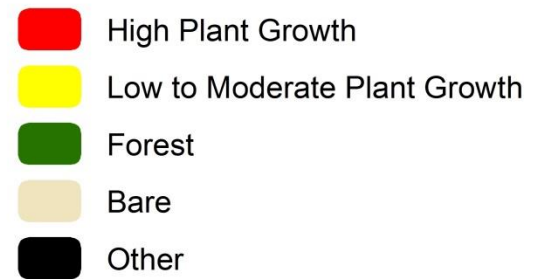 High Plant Growth
Low to Moderate Plant Growth
Forest
Bare
Other